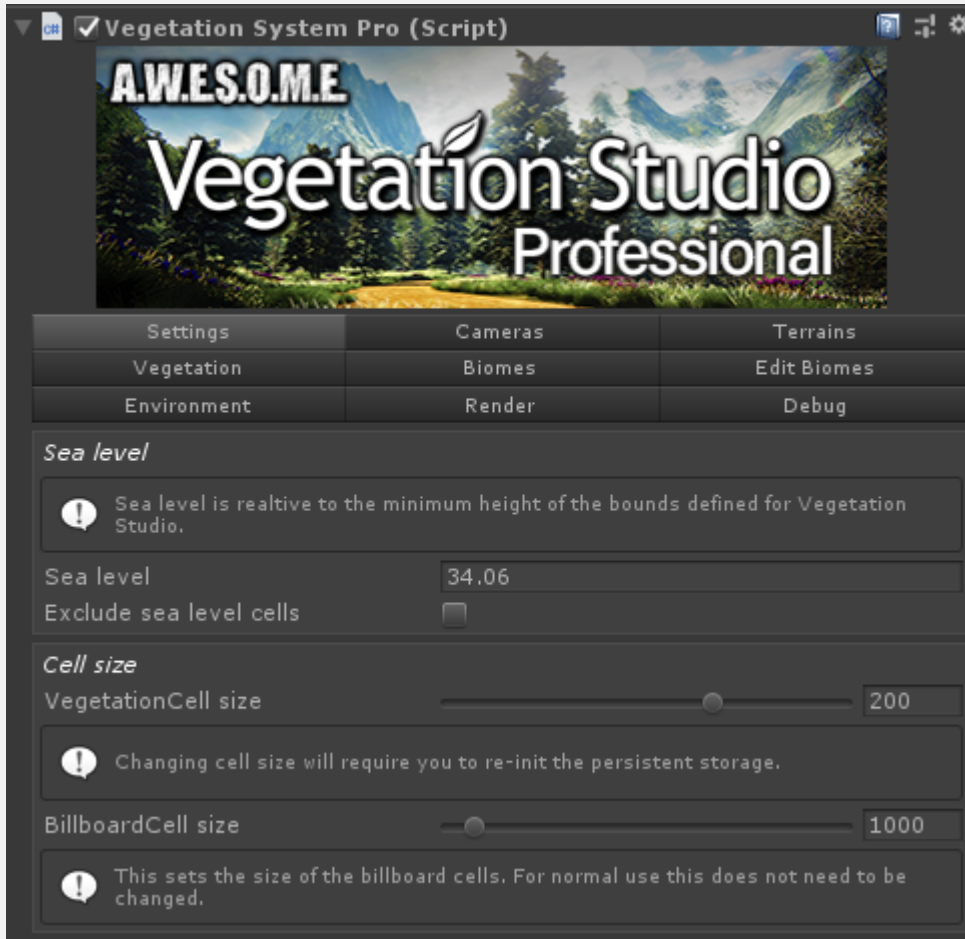 Vegetation System Pro (Script)
A.W.E.S.O.M.E.
Vegetation Studio
Professional
Settings Cameras Terrains
Vegetation Biomes Edit Biomes
Environment Render Debug
Sea level
Sea level is realtive to the minimum height of the bounds defined for Vegetation
Studio.
Sea level 34.06
Exclude sea level cells
Cell size
VegetationCell size 200
Changing cell size will require you to re-init the persistent storage.
BillboardCell size 1000
This sets the size of the billboard cells. For normal use this does not need to be
changed.